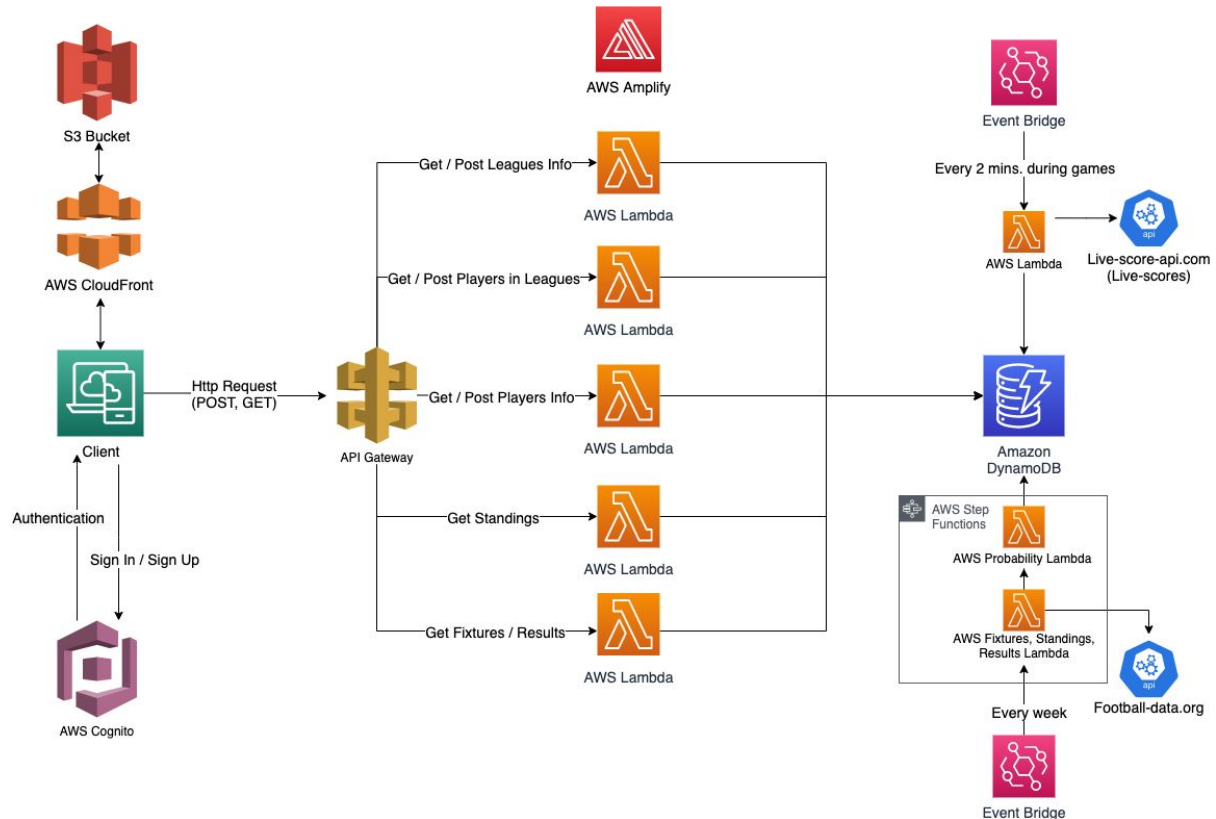 S3 Bucket
AWS CloudFront
Client
Authentication
Sign In / Sign Up
AWS Cognito
Http Request
(POST, GET)
API Gateway
AWS Amplify
Get / Post Leagues Info
AWS Lambda
Get / Post Players in Leagues
AWS Lambda
Get / Post Players Info
AWS Lambda
Get Standings
AWS Lambda
Get Fixtures / Results
AWS Lambda
Event Bridge
Every 2 mins. during games
AWS Lambda
api
Live-score-api.com
(Live-scores)
Amazon
DynamoDB
AWS Step
Functions
AWS Probability Lambda
AWS Fixtures, Standings,
Results Lambda
api
Football-data.org
Every week
Event Bridge